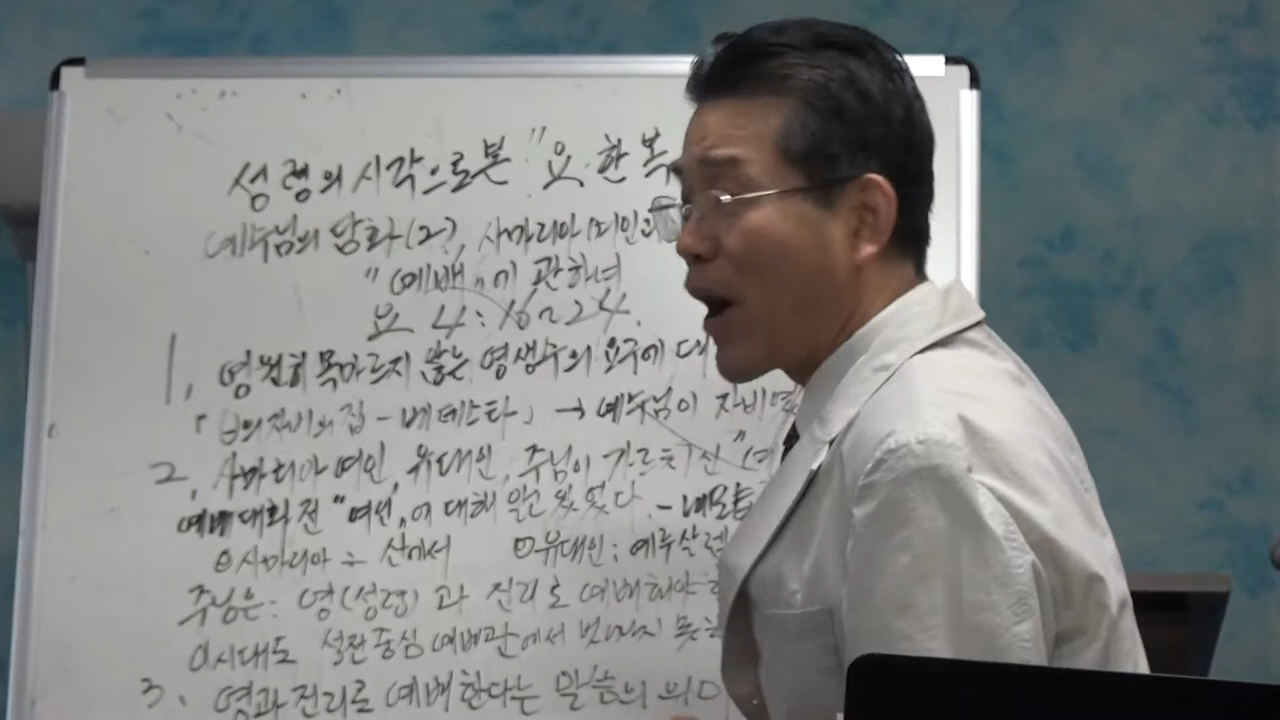 성령의 시각으로 본 "요한복
예수님의 담화(2), 사마리아 여인의
"예배"에 관하녀
요 4:16~24.
1, 영원히 목마르지 않는 영생수의 요구에 대
의 자비의 집 - 베데스타」 → 예수님이 자비
2, 사마리아 여인, 유대인, 주님이 가르치신 "예
예배 대화 전 "여인"에 대해 알고 있었다. -
⊙사마리아 ÷ 산에서 ⊙유대인: 예루살렘
주님은: 영(성령)과 진리로 예배해야 하
시대도 성전중심 예배관에서 벗어나지 못하
3. 영과 진리로 예배한다는 말씀의 의미